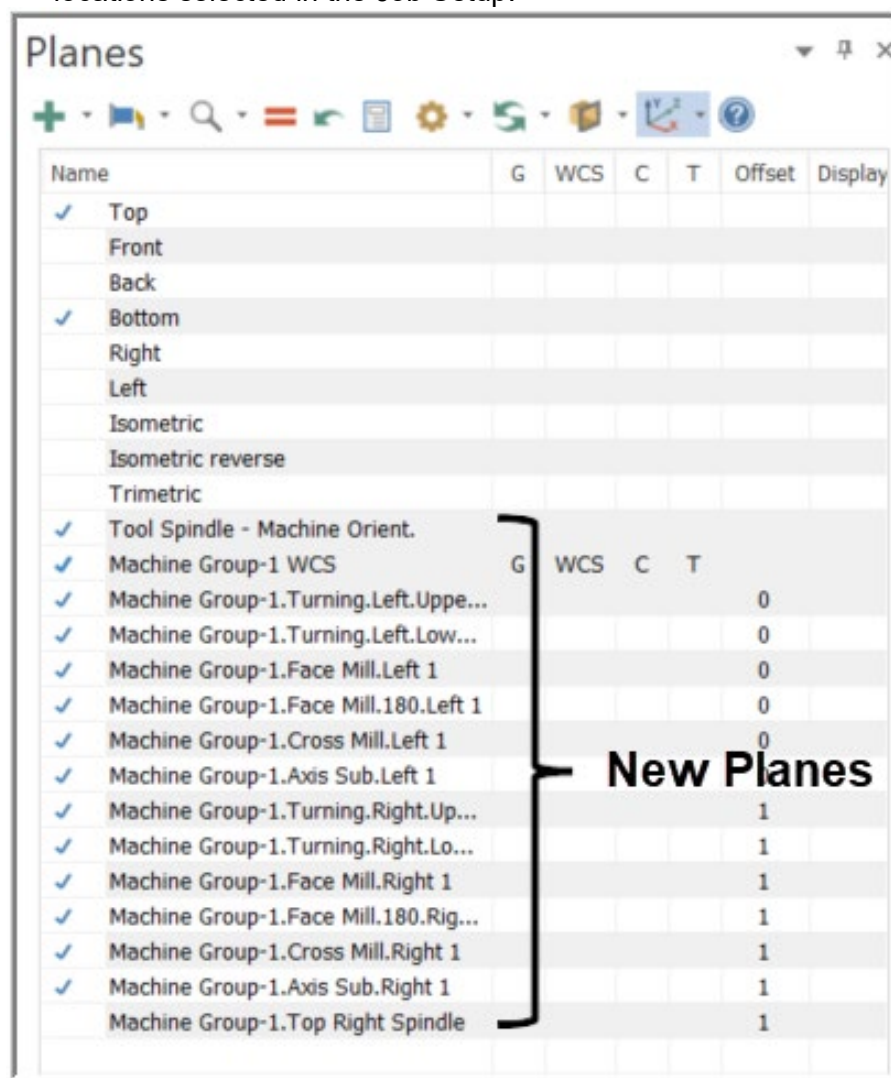 locations selected in the Job Setup.
Planes
Name G WCS C T Offset Display
Top
Front
Back
Bottom
Right
Left
Isometric
Isometric reverse
Trimetric
Tool Spindle - Machine Orient.
Machine Group-1 WCS G WCS C T
Machine Group-1.Turning.Left.Uppe... 0
Machine Group-1.Turning.Left.Low... 0
Machine Group-1.Face Mill.Left 1 0
Machine Group-1.Face Mill.180.Left 1 0
Machine Group-1.Cross Mill.Left 1 0
New Planes
Machine Group-1.Axis Sub.Left 1
Machine Group-1.Turning.Right.Up... 1
Machine Group-1.Turning.Right.Lo... 1
Machine Group-1.Face Mill.Right 1 1
Machine Group-1.Face Mill.180.Rig... 1
Machine Group-1.Cross Mill.Right 1 1
Machine Group-1.Axis Sub.Right 1 1
Machine Group-1.Top Right Spindle 1